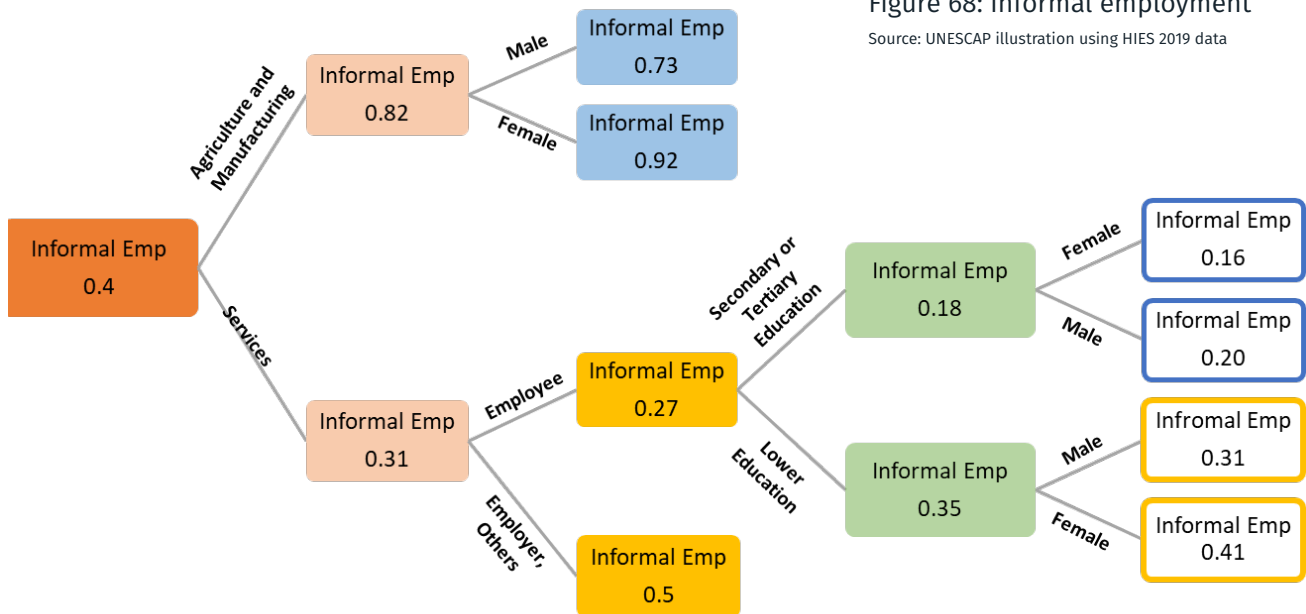 Figure 68: Informal employment
Source: UNESCAP illustration using HIES 2019 data
Informal Emp
0.4
Agriculture and
Manufacturing
Services
Informal Emp
0.82
Male
Female
Informal Emp
0.73
Informal Emp
0.92
Informal Emp
0.31
Employee
Employer,
Others
Informal Emp
0.27
Informal Emp
0.5
Secondary or
Tertiary
Education
Lower
Education
Informal Emp
0.18
Female
Male
Informal Emp
0.16
Informal Emp
0.20
Informal Emp
0.35
Male
Female
Infromal Emp
0.31
Informal Emp
0.41